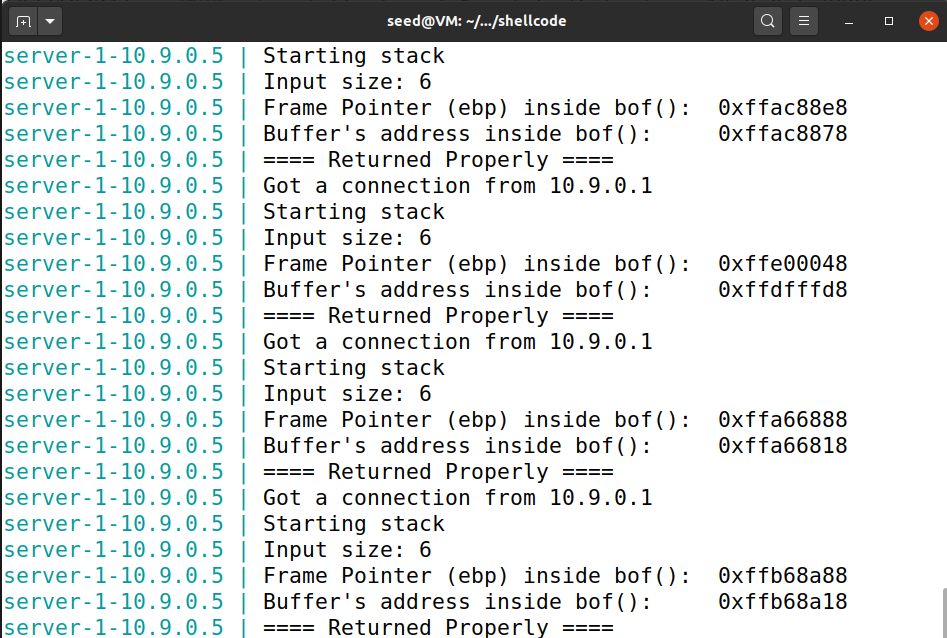 seed@VM: ~/.../shellcode
server-1-10.9.0.5 | Starting stack
server-1-10.9.0.5 | Input size: 6
server-1-10.9.0.5 | Frame Pointer (ebp) inside bof():  0xffac88e8
server-1-10.9.0.5 | Buffer's address inside bof():     0xffac8878
server-1-10.9.0.5 | ==== Returned Properly ====
server-1-10.9.0.5 | Got a connection from 10.9.0.1
server-1-10.9.0.5 | Starting stack
server-1-10.9.0.5 | Input size: 6
server-1-10.9.0.5 | Frame Pointer (ebp) inside bof():  0xffe00048
server-1-10.9.0.5 | Buffer's address inside bof():     0xffdfffd8
server-1-10.9.0.5 | ==== Returned Properly ====
server-1-10.9.0.5 | Got a connection from 10.9.0.1
server-1-10.9.0.5 | Starting stack
server-1-10.9.0.5 | Input size: 6
server-1-10.9.0.5 | Frame Pointer (ebp) inside bof():  0xffa66888
server-1-10.9.0.5 | Buffer's address inside bof():     0xffa66818
server-1-10.9.0.5 | ==== Returned Properly ====
server-1-10.9.0.5 | Got a connection from 10.9.0.1
server-1-10.9.0.5 | Starting stack
server-1-10.9.0.5 | Input size: 6
server-1-10.9.0.5 | Frame Pointer (ebp) inside bof():  0xffb68a88
server-1-10.9.0.5 | Buffer's address inside bof():     0xffb68a18
server-1-10.9.0.5 | ==== Returned Properly ====